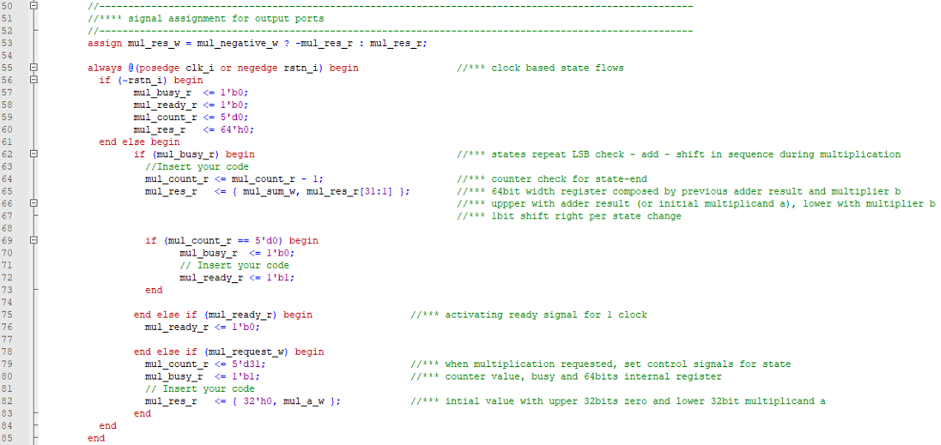 50 //----------------------------------------------------------------------------------------------------
51 //**** signal assignment for output ports
52 //----------------------------------------------------------------------------------------------------
53 assign mul_res_w = mul_negative_w ? -mul_res_r : mul_res_r;
54
55 always @(posedge clk_i or negedge rstn_i) begin //*** clock based state flows
56 if (~rstn_i) begin
57 mul_busy_r <= 1'b0;
58 mul_ready_r <= 1'b0;
59 mul_count_r <= 5'd0;
60 mul_res_r <= 64'h0;
61 end else begin
62 if (mul_busy_r) begin //*** states repeat LSB check - add - shift in sequence during multiplication
63 //Insert your code
64 mul_count_r <= mul_count_r - 1; //*** counter check for state-end
65 mul_res_r <= { mul_sum_w, mul_res_r[31:1] }; //*** 64bit width register composed by previous adder result and multiplier b
66 //*** uppper with adder result (or initial multiplicand a), lower with multiplier b
67 //*** 1bit shift right per state change
68
69 if (mul_count_r == 5'd0) begin
70 mul_busy_r <= 1'b0;
71 // Insert your code
72 mul_ready_r <= 1'b1;
73 end
74
75 end else if (mul_ready_r) begin //*** activating ready signal for 1 clock
76 mul_ready_r <= 1'b0;
77
78 end else if (mul_request_w) begin
79 mul_count_r <= 5'd31; //*** when multiplication requested, set control signals for state
80 mul_busy_r <= 1'b1; //*** counter value, busy and 64bits internal register
81 // Insert your code
82 mul_res_r <= { 32'h0, mul_a_w }; //*** intial value with upper 32bits zero and lower 32bit multiplicand a
83 end
84 end
85 end